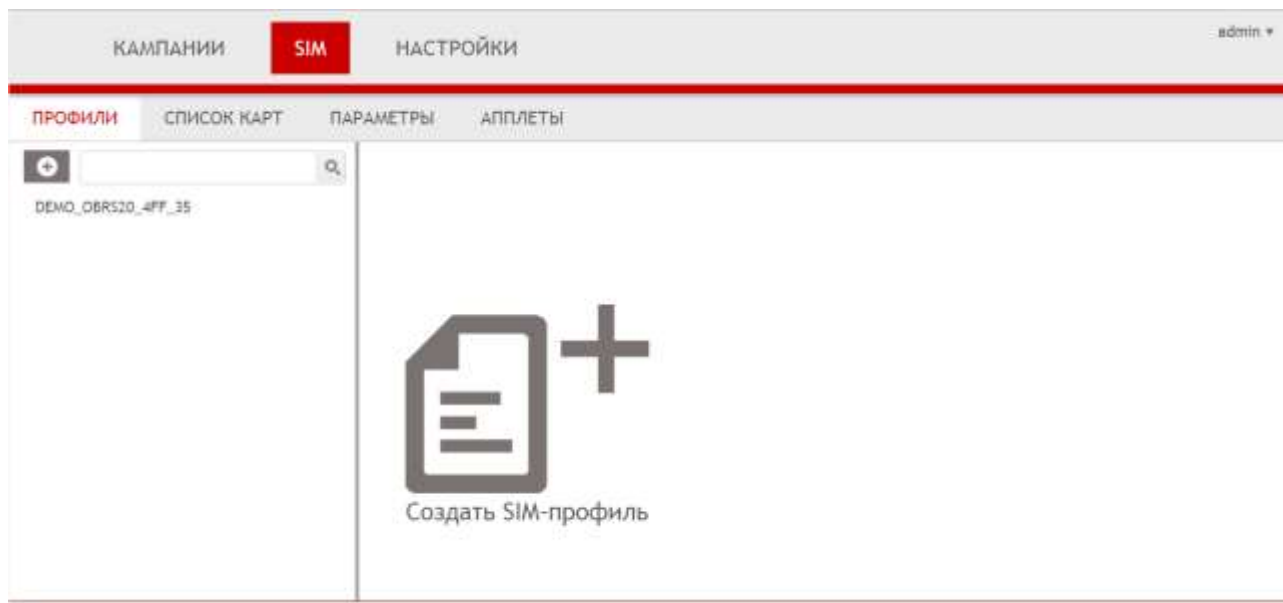 КАМПАНИИ SIM НАСТРОЙКИ admin
ПРОФИЛИ СПИСОК КАРТ ПАРАМЕТРЫ АППЛЕТЫ
DEMO_OBRS20_4FF_35
Создать SIM-профиль